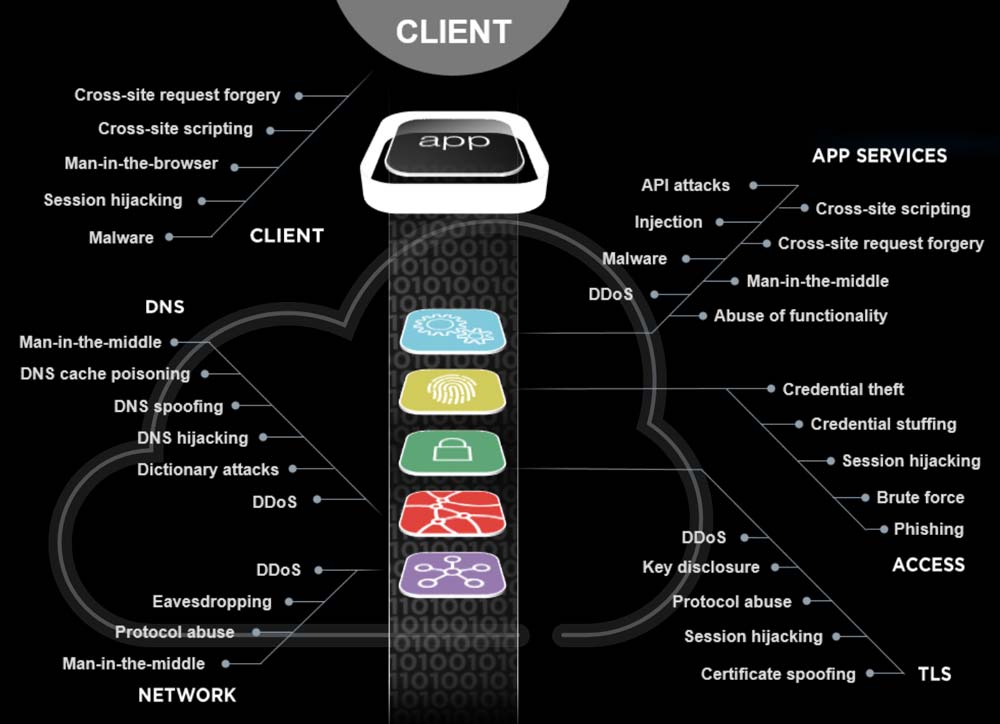 CLIENT
app
Cross-site request forgery
Cross-site scripting
Man-in-the-browser
Session hijacking
Malware
CLIENT
APP SERVICES
API attacks
Cross-site scripting
Injection
Cross-site request forgery
Malware
Man-in-the-middle
DDoS
Abuse of functionality
DNS
Man-in-the-middle
DNS cache poisoning
DNS spoofing
DNS hijacking
Dictionary attacks
DDoS
Credential theft
Credential stuffing
Session hijacking
Brute force
Phishing
ACCESS
DDoS
Eavesdropping
Protocol abuse
Man-in-the-middle
NETWORK
DDoS
Key disclosure
Protocol abuse
Session hijacking
Certificate spoofing
TLS